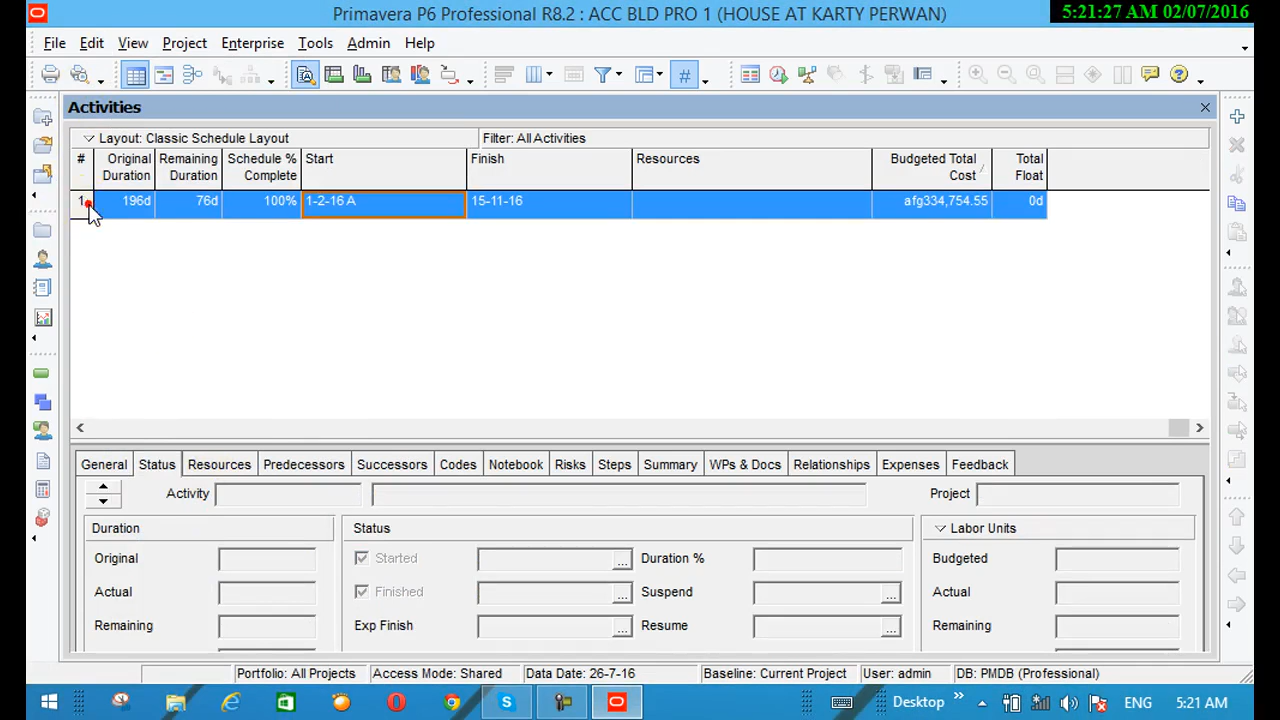 Primavera P6 Professional R8.2 : ACC BLD PRO 1 (HOUSE AT KARTY PERWAN)
5:21:27 AM 02/07/2016
File Edit View Project Enterprise Tools Admin Help
#
Activities
Layout: Classic Schedule Layout Filter: All Activities
# Original Duration Remaining Duration Schedule % Complete Start Finish Resources Budgeted Total Cost Total Float
1 196d 76d 100% 1-2-16 A 15-11-16 afg334,754.55 0d
General Status Resources Predecessors Successors Codes Notebook Risks Steps Summary WPs & Docs Relationships Expenses Feedback
Activity Project
Duration Status Labor Units
Original Started Duration % Budgeted
Actual Finished Suspend Actual
Remaining Exp Finish Resume Remaining
Portfolio: All Projects Access Mode: Shared Data Date: 26-7-16 Baseline: Current Project User: admin DB: PMDB (Professional)
Desktop ENG 5:21 AM